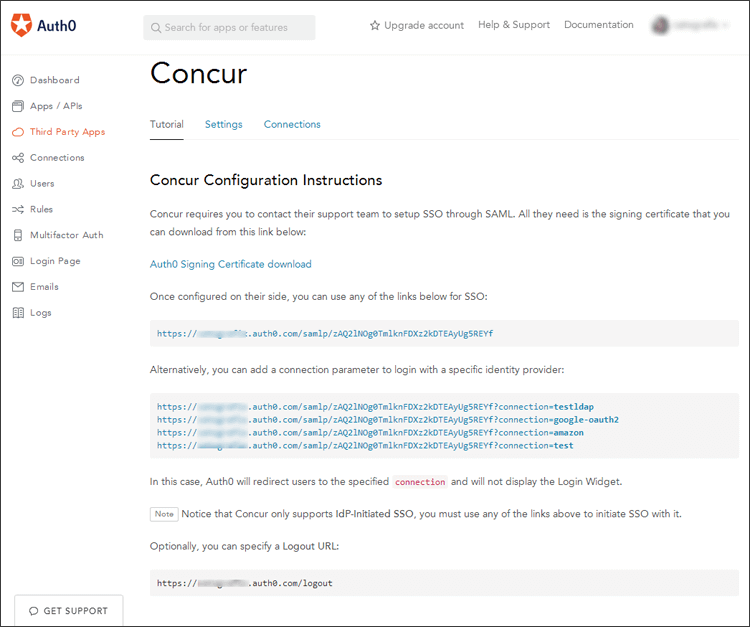 Auth0
Search for apps or features
Upgrade account
Help & Support
Documentation
Dashboard
Apps / APIs
Third Party Apps
Connections
Users
Rules
Multifactor Auth
Login Page
Emails
Logs
GET SUPPORT
Concur
Tutorial Settings Connections
Concur Configuration Instructions
Concur requires you to contact their support team to setup SSO through SAML. All they need is the signing certificate that you
can download from this link below:
Auth0 Signing Certificate download
Once configured on their side, you can use any of the links below for SSO:
https:// .auth0.com/samlp/zAQ2lNOg0TmlknFDXz2kDTEAyUg5REYf
Alternatively, you can add a connection parameter to login with a specific identity provider:
https:// .auth0.com/samlp/zAQ2lNOg0TmlknFDXz2kDTEAyUg5REYf?connection=testldap
https:// .auth0.com/samlp/zAQ2lNOg0TmlknFDXz2kDTEAyUg5REYf?connection=google-oauth2
https:// .auth0.com/samlp/zAQ2lNOg0TmlknFDXz2kDTEAyUg5REYf?connection=amazon
https:// .auth0.com/samlp/zAQ2lNOg0TmlknFDXz2kDTEAyUg5REYf?connection=test
In this case, Auth0 will redirect users to the specified connection and will not display the Login Widget.
Note Notice that Concur only supports IdP-Initiated SSO, you must use any of the links above to initiate SSO with it.
Optionally, you can specify a Logout URL:
https:// .auth0.com/logout